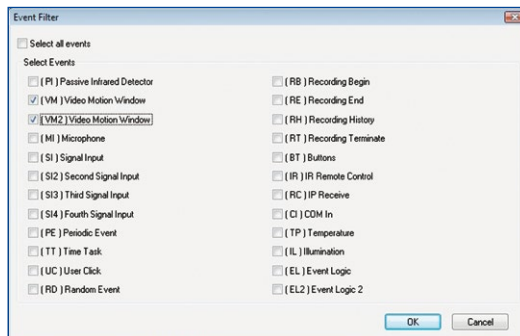 Event Filter
Select all events
Select Events
(PI) Passive Infrared Detector
(VM) Video Motion Window
(VM2) Video Motion Window
(MI) Microphone
(SI) Signal Input
(SI2) Second Signal Input
(SI3) Third Signal Input
(SI4) Fourth Signal Input
(PE) Periodic Event
(TT) Time Task
(UC) User Click
(RD) Random Event
(RB) Recording Begin
(RE) Recording End
(RH) Recording History
(RT) Recording Terminate
(BT) Buttons
(IR) IR Remote Control
(RC) IP Receive
(CI) COM In
(TP) Temperature
(IL) Illumination
(EL) Event Logic
(EL2) Event Logic 2
OK
Cancel